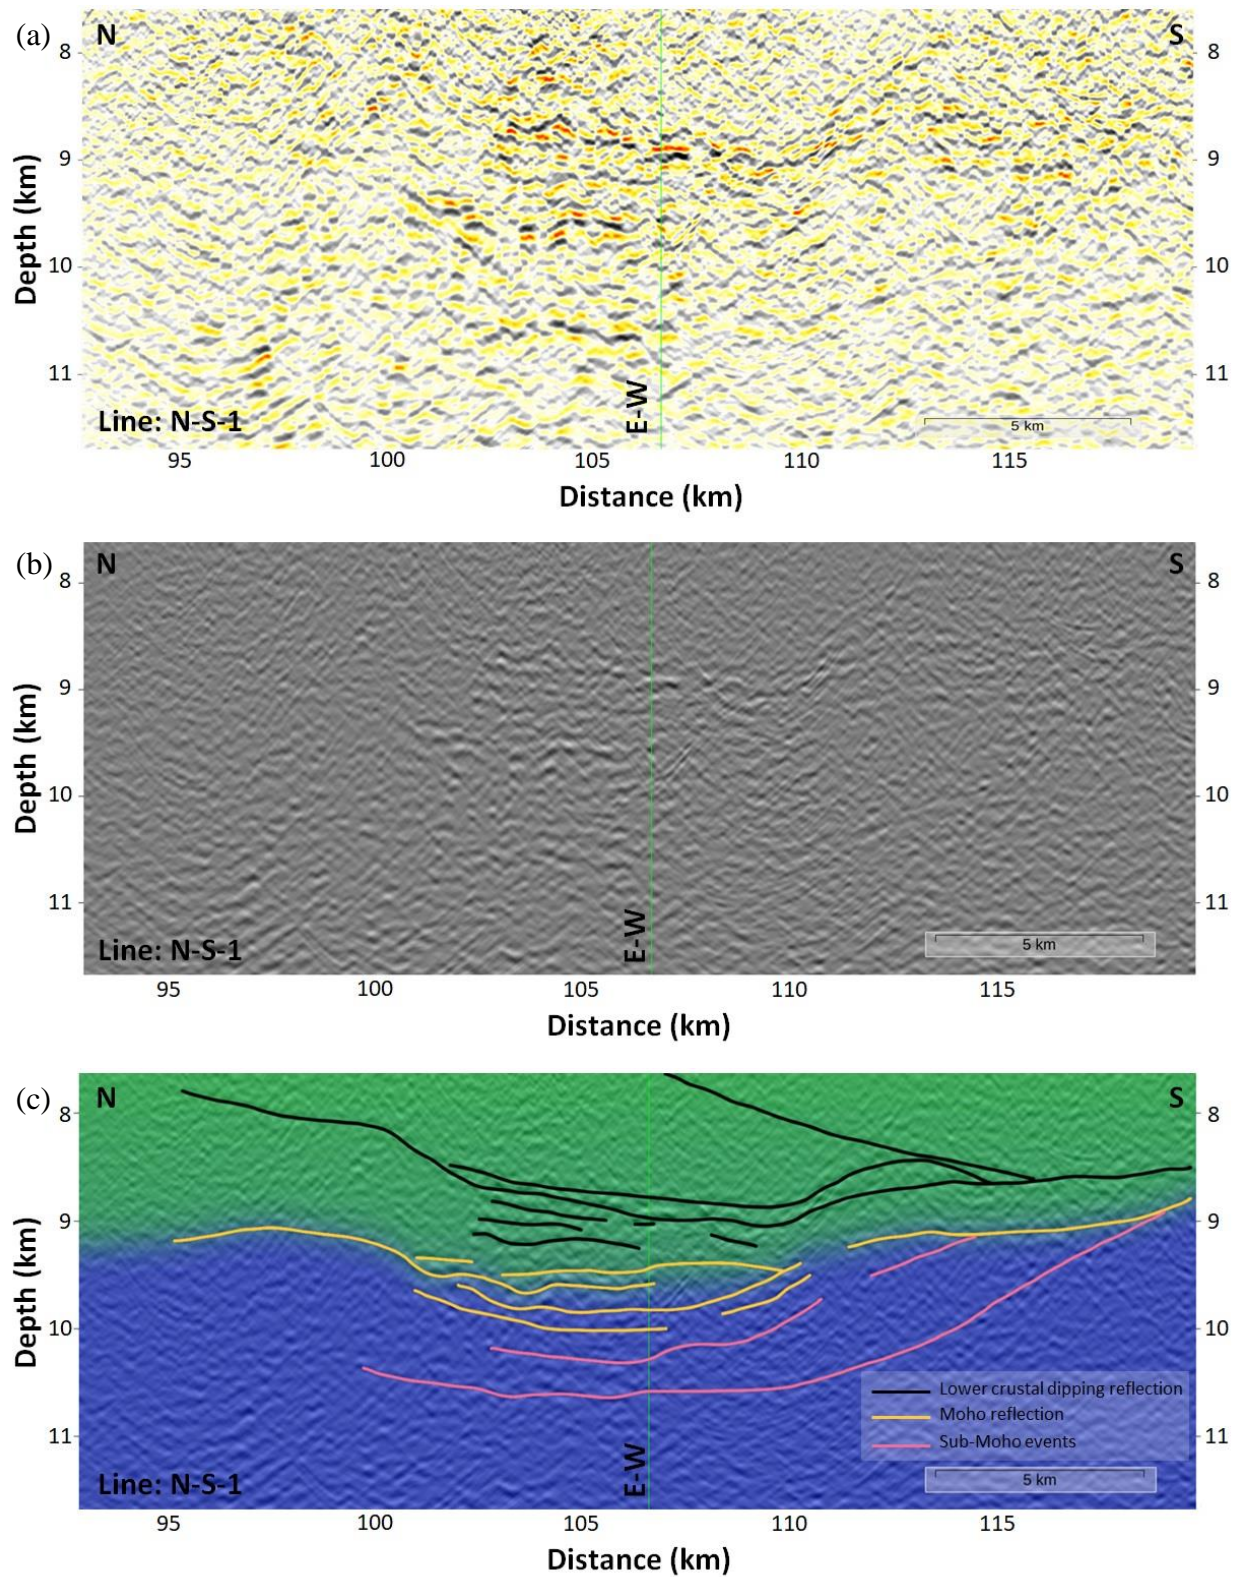 (a)
N
S
8
8
9
9
10
10
11
11
Depth (km)
E-W
Line: N-S-1
5 km
95
100
105
110
115
Distance (km)
(b)
N
S
8
8
9
9
10
10
11
11
Depth (km)
E-W
Line: N-S-1
5 km
95
100
105
110
115
Distance (km)
(c)
N
S
8
8
9
9
10
10
11
11
Depth (km)
Lower crustal dipping reflection
Moho reflection
Sub-Moho events
E-W
Line: N-S-1
5 km
95
100
105
110
115
Distance (km)